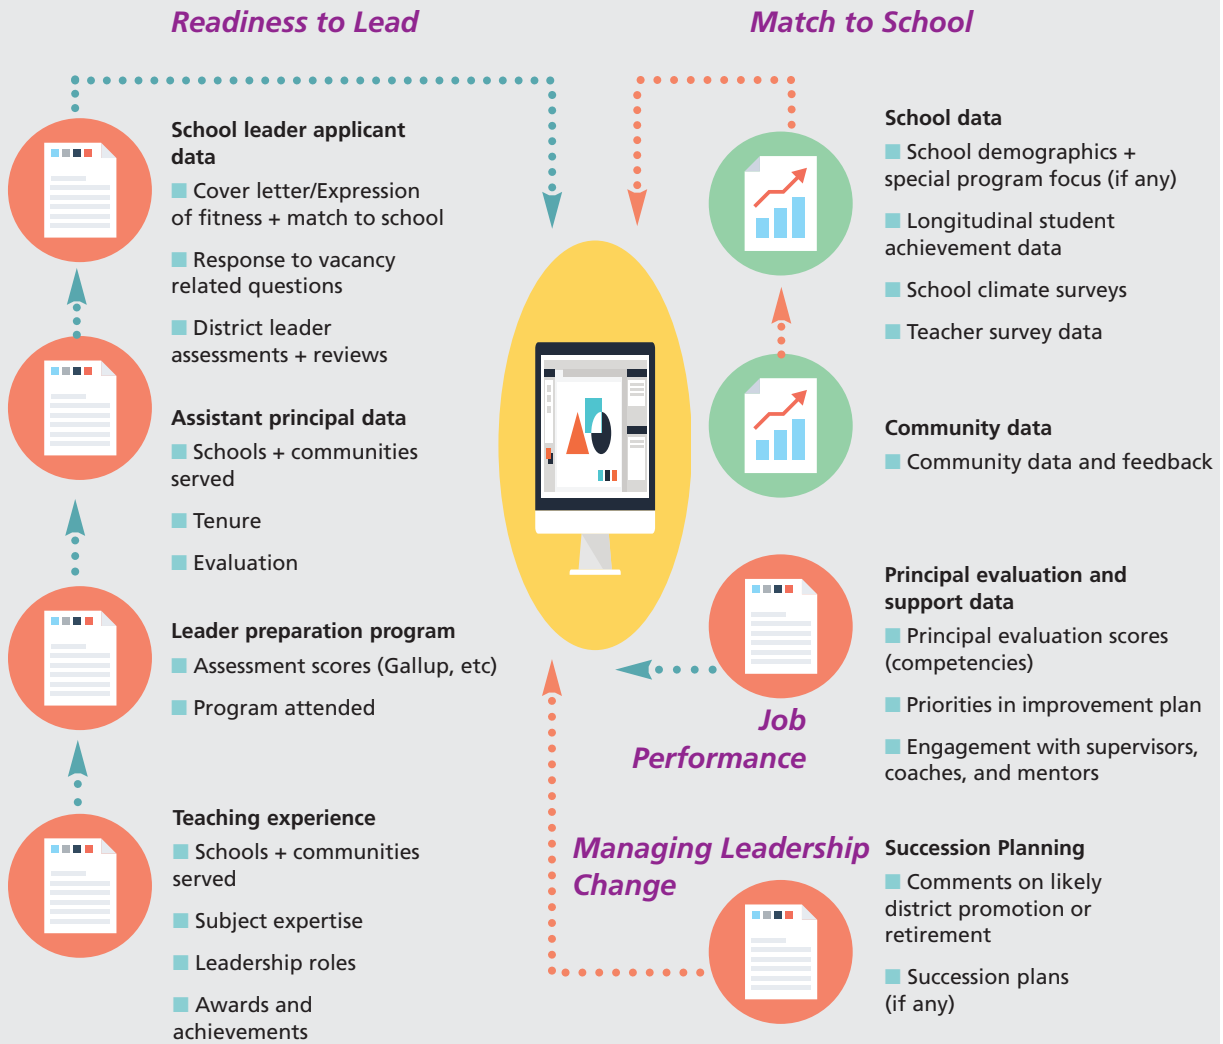 Readiness to Lead
School leader applicant
data
Cover letter/Expression
of fitness + match to school
Response to vacancy
related questions
District leader
assessments + reviews
Assistant principal data
Schools + communities
served
Tenure
Evaluation
Leader preparation program
Assessment scores (Gallup, etc)
Program attended
Teaching experience
Schools + communities
served
Subject expertise
Leadership roles
Awards and
achievements
Match to School
School data
School demographics +
special program focus (if any)
Longitudinal student
achievement data
School climate surveys
Teacher survey data
Community data
Community data and feedback
Job
Performance
Principal evaluation and
support data
Principal evaluation scores
(competencies)
Priorities in improvement plan
Engagement with supervisors,
coaches, and mentors
Managing Leadership
Change
Succession Planning
Comments on likely
district promotion or
retirement
Succession plans
(if any)